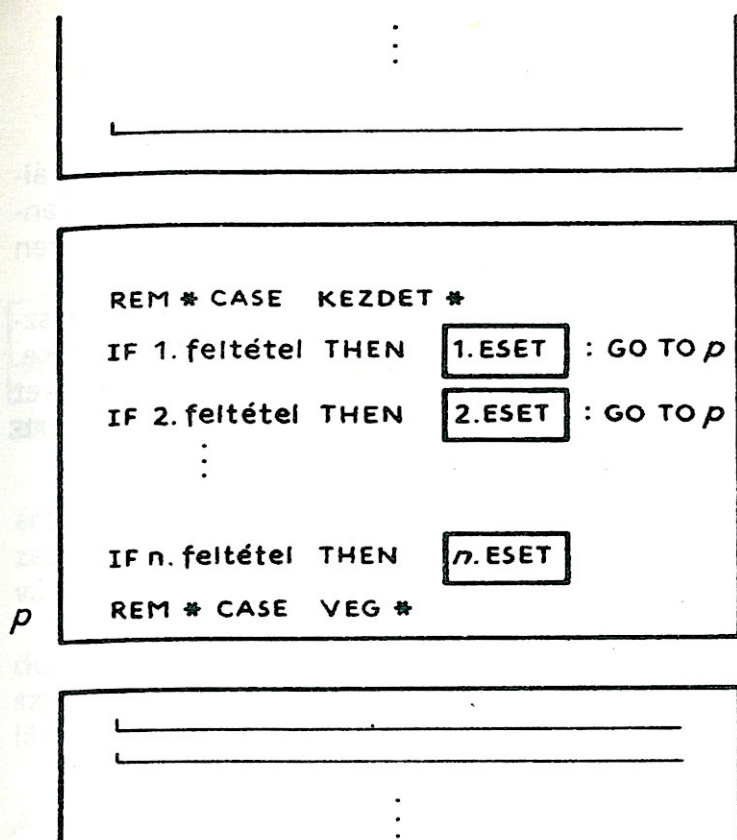 REM * CASE KEZDET *
IF 1. feltétel THEN 1. ESET : GO TO p
IF 2. feltétel THEN 2. ESET : GO TO p
⋮
IF n. feltétel THEN n. ESET
p REM * CASE VEG *